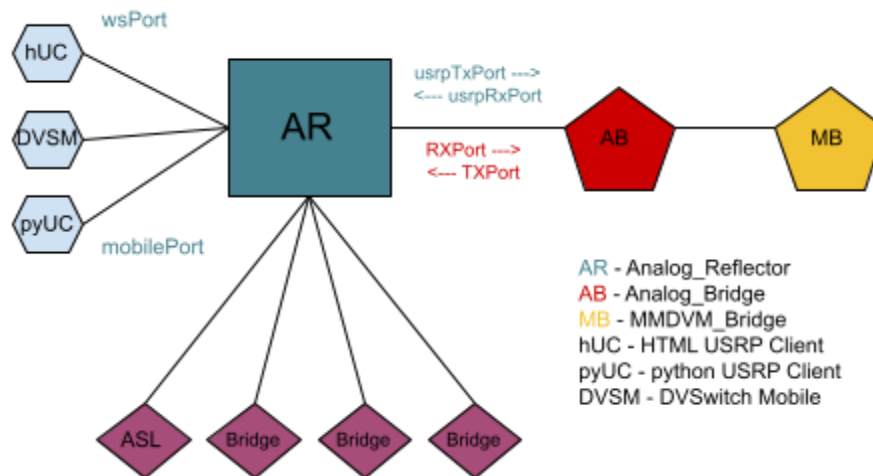 wsPort
hUC
DVSM
pyUC
mobilePort
AR
usrpTxPort --->
<--- usrpRxPort
RXPort --->
<--- TXPort
AB
MB
AR - Analog_Reflector
AB - Analog_Bridge
MB - MMDVM_Bridge
hUC - HTML USRP Client
pyUC - python USRP Client
DVSM - DVSwitch Mobile
ASL
Bridge
Bridge
Bridge